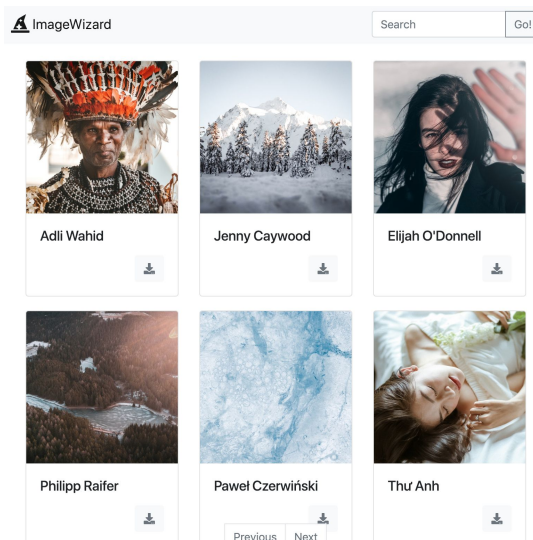 ImageWizard
Search
Go!
Adli Wahid
Jenny Caywood
Elijah O'Donnell
Philipp Raifer
Paweł Czerwiński
Thư Anh
Previous
Next